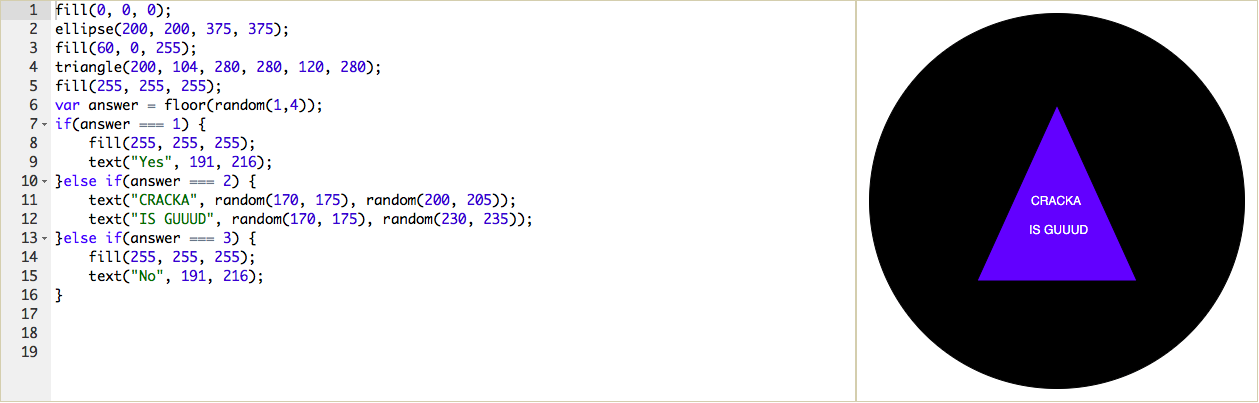 1 fill(0, 0, 0);
2 ellipse(200, 200, 375, 375);
3 fill(60, 0, 255);
4 triangle(200, 104, 280, 280, 120, 280);
5 fill(255, 255, 255);
6 var answer = floor(random(1,4));
7 if(answer === 1) {
8     fill(255, 255, 255);
9     text("Yes", 191, 216);
10 }else if(answer === 2) {
11     text("CRACKA", random(170, 175), random(200, 205));
12     text("IS GUUUD", random(170, 175), random(230, 235));
13 }else if(answer === 3) {
14     fill(255, 255, 255);
15     text("No", 191, 216);
16 }
17
18
19
CRACKA
IS GUUUD